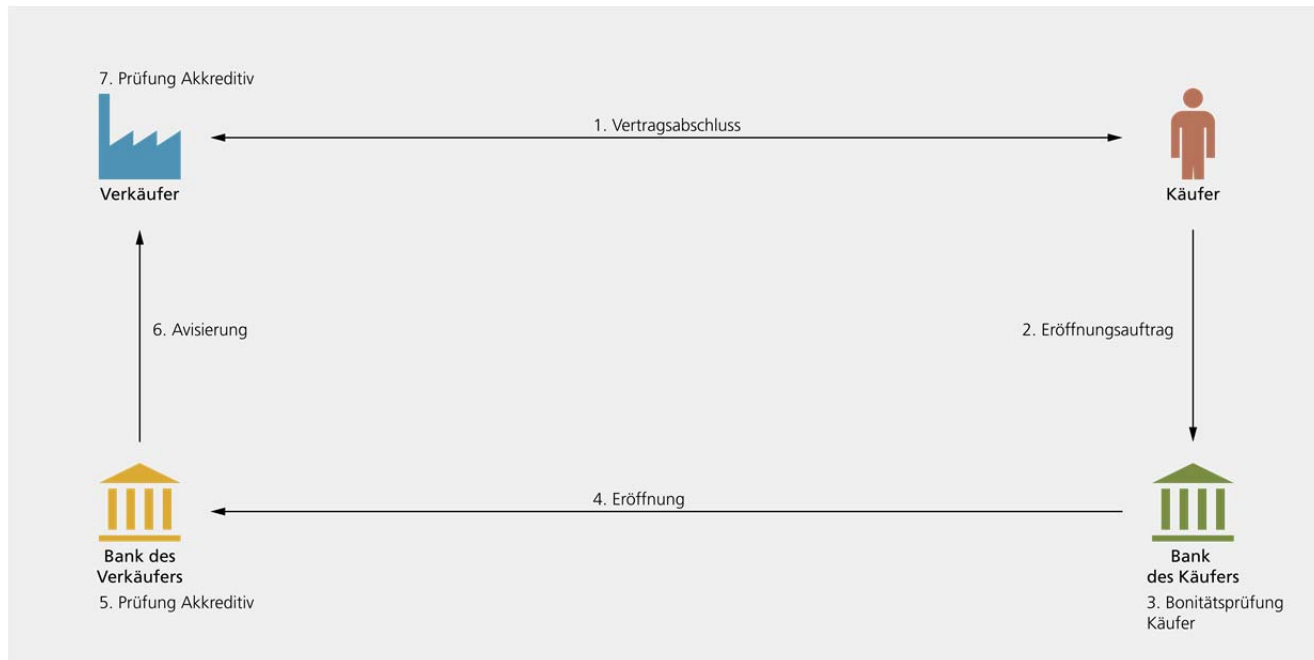 7. Prüfung Akkreditiv
1. Vertragsabschluss
Verkäufer
Käufer
6. Avisierung
2. Eröffnungsauftrag
4. Eröffnung
Bank des
Verkäufers
5. Prüfung Akkreditiv
Bank
des Käufers
3. Bonitätsprüfung
Käufer